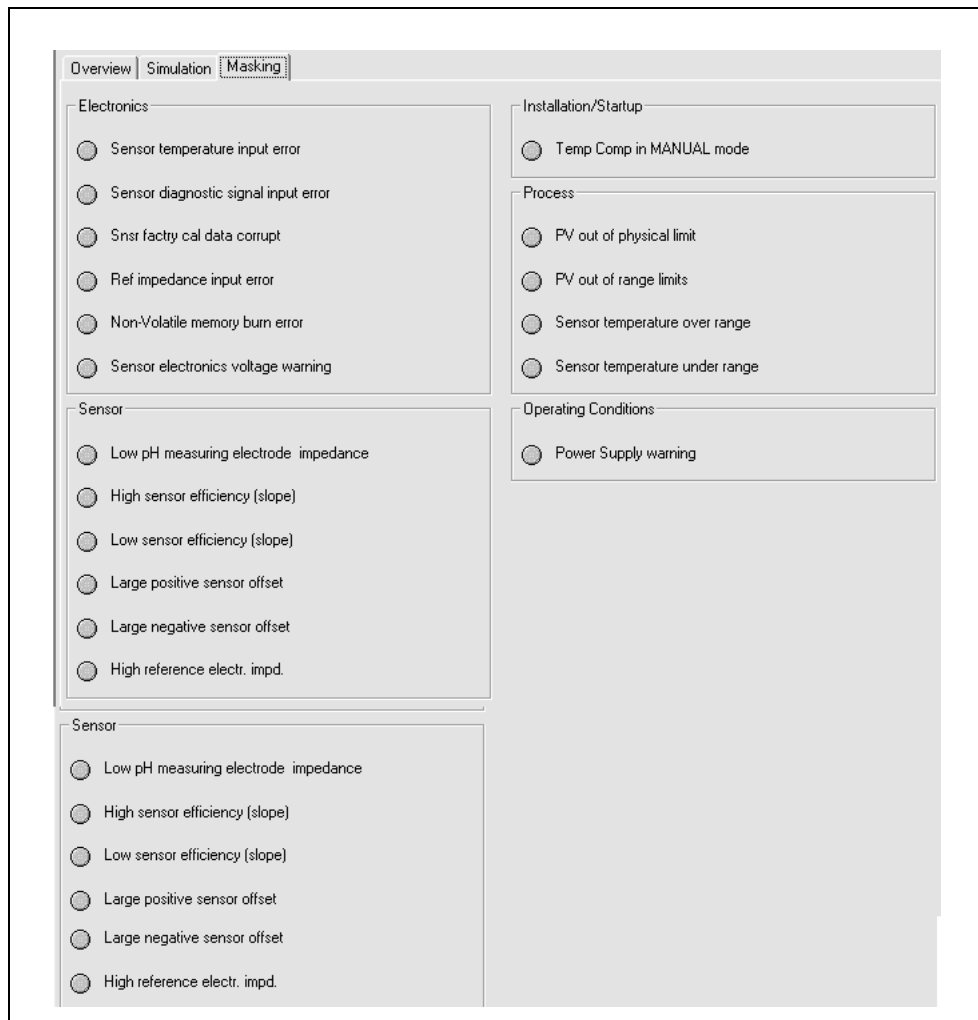 Overview Simulation Masking
Electronics
Sensor temperature input error
Sensor diagnostic signal input error
Snsr factry cal data corrupt
Ref impedance input error
Non-Volatile memory burn error
Sensor electronics voltage warning
Sensor
Low pH measuring electrode impedance
High sensor efficiency (slope)
Low sensor efficiency (slope)
Large positive sensor offset
Large negative sensor offset
High reference electr. impd.
Installation/Startup
Temp Comp in MANUAL mode
Process
PV out of physical limit
PV out of range limits
Sensor temperature over range
Sensor temperature under range
Operating Conditions
Power Supply warning
Sensor
Low pH measuring electrode impedance
High sensor efficiency (slope)
Low sensor efficiency (slope)
Large positive sensor offset
Large negative sensor offset
High reference electr. impd.